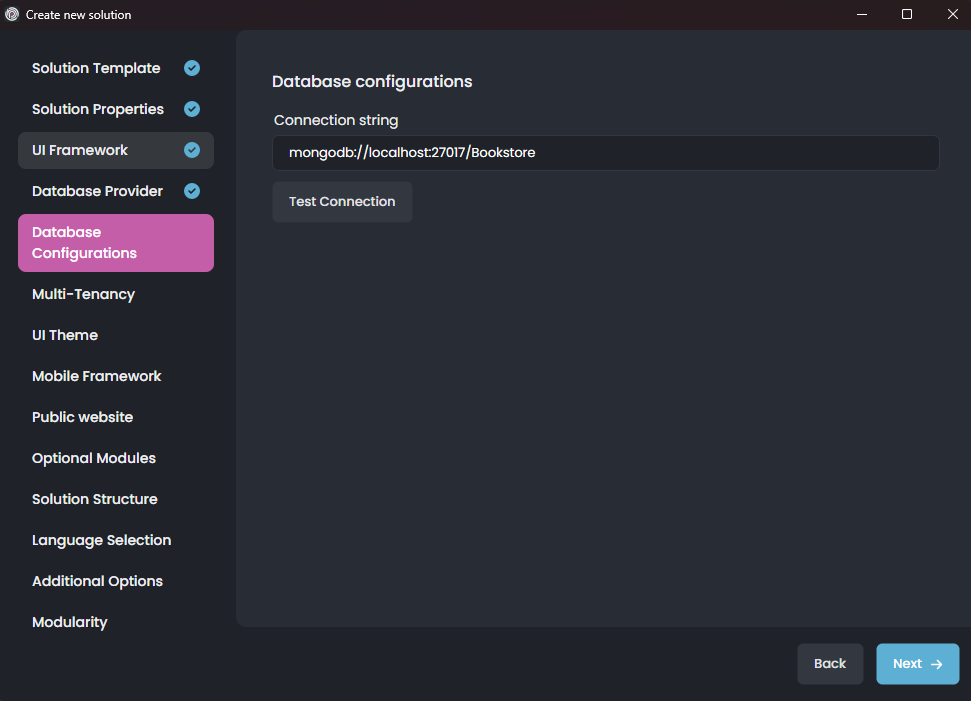 Create new solution
Solution Template
Solution Properties
UI Framework
Database Provider
Database
Configurations
Multi-Tenancy
UI Theme
Mobile Framework
Public website
Optional Modules
Solution Structure
Language Selection
Additional Options
Modularity
Database configurations
Connection string
mongodb://localhost:27017/Bookstore
Test Connection
Back
Next →